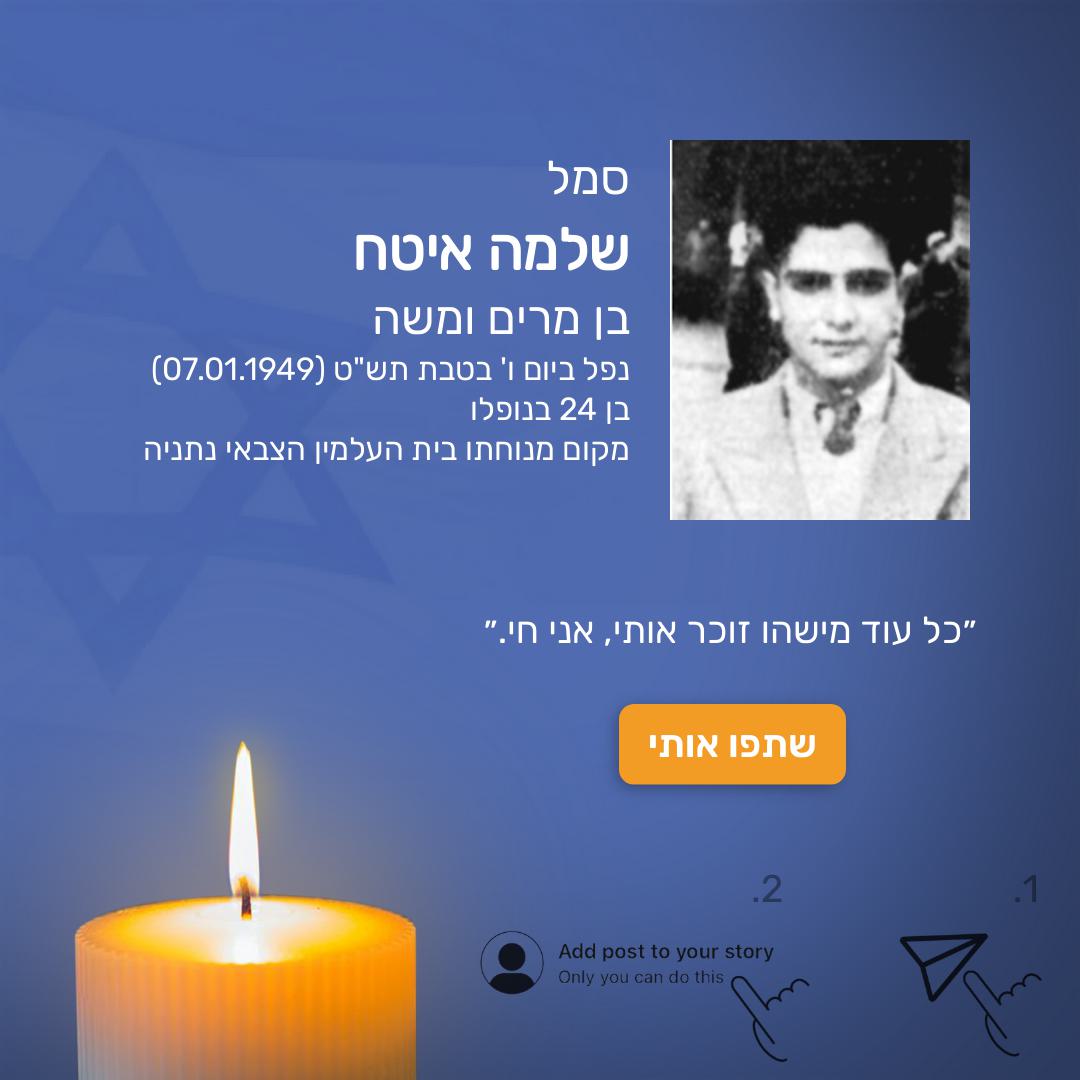 סמל
שלמה איטח
בן מרים ומשה
נפל ביום ו' בטבת תש"ט (07.01.1949)
בן 24 בנופלו
מקום מנוחתו בית העלמין הצבאי נתניה
״כל עוד מישהו זוכר אותי, אני חי.״
שתפו אותי
.1
.2
Add post to your story
Only you can do this